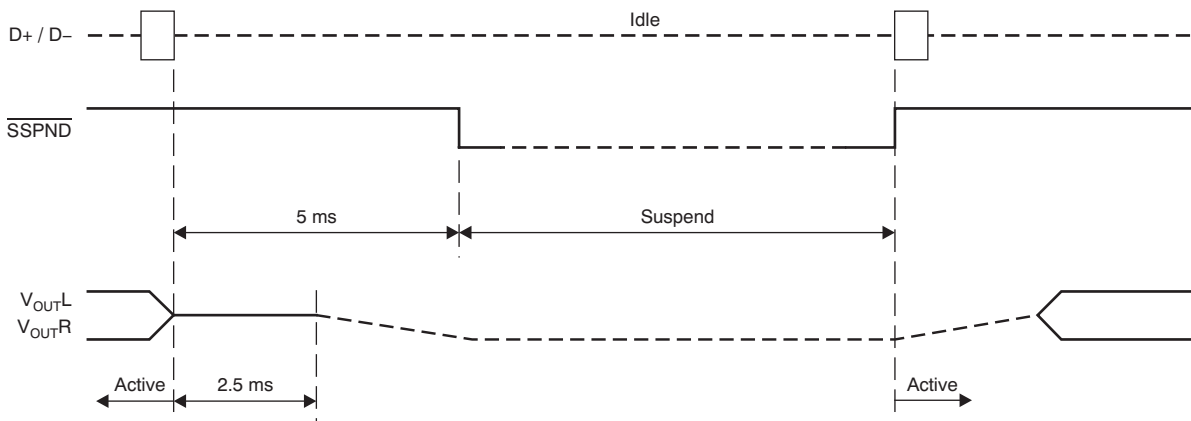 Idle
D+ / D−
SSPND
5 ms
Suspend
VOUTL
VOUTR
Active
2.5 ms
Active